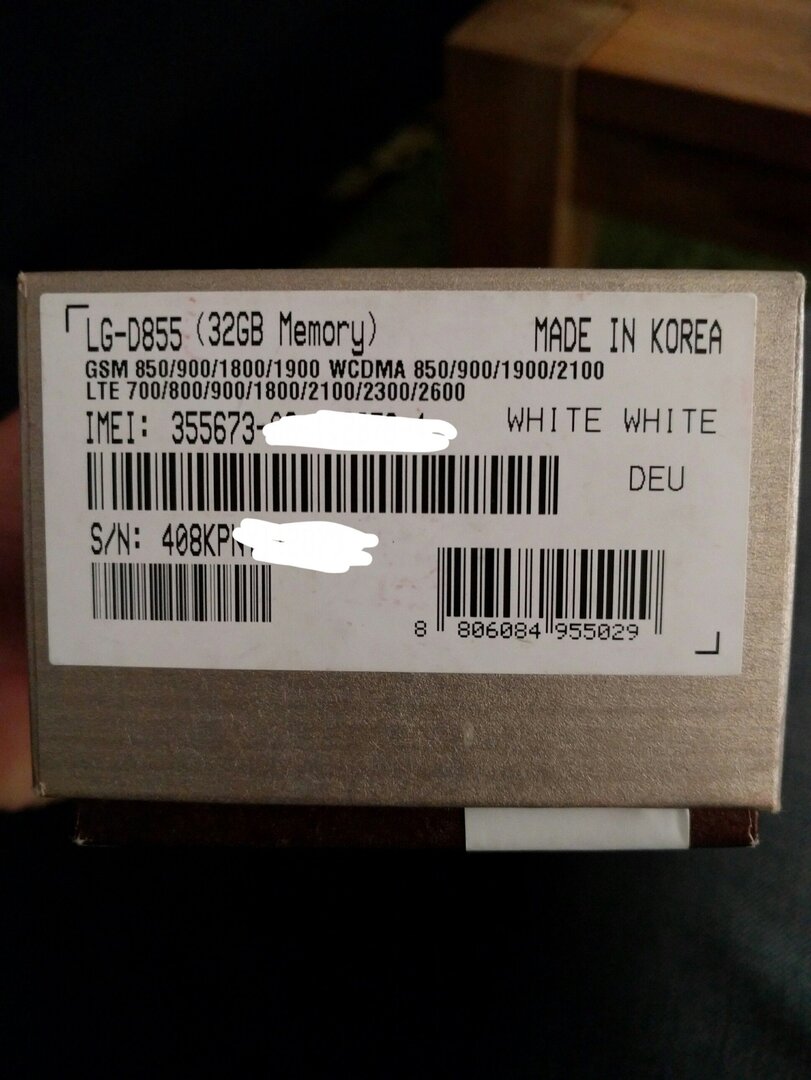 LG-D855 (32GB Memory) MADE IN KOREA
GSM 850/900/1800/1900 WCDMA 850/900/1900/2100
LTE 700/800/900/1800/2100/2300/2600
IMEI: 355673- WHITE WHITE
DEU
S/N: 408KPN
8 806084 955029